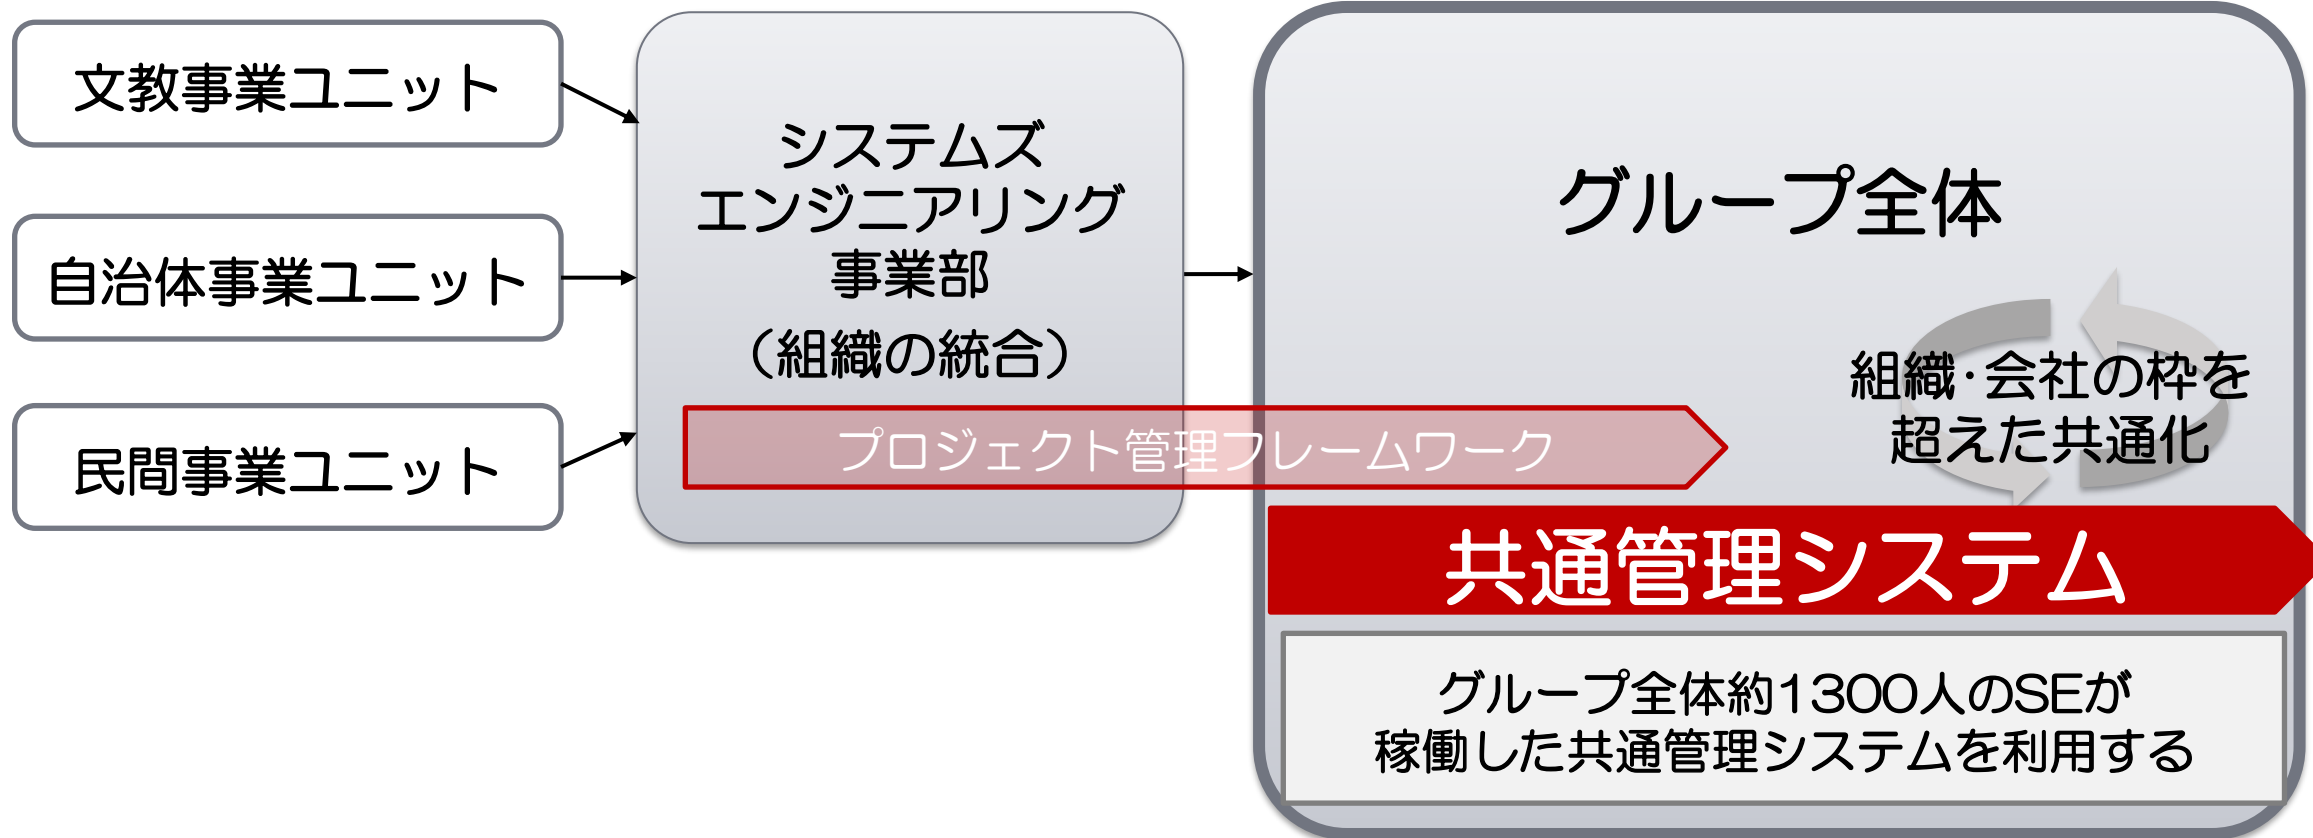 文教事業ユニット
自治体事業ユニット
民間事業ユニット
システムズ
エンジニアリング
事業部
（組織の統合）
プロジェクト管理フレームワーク
グループ全体
組織・会社の枠を
超えた共通化
共通管理システム
グループ全体約1300人のSEが
稼働した共通管理システムを利用する